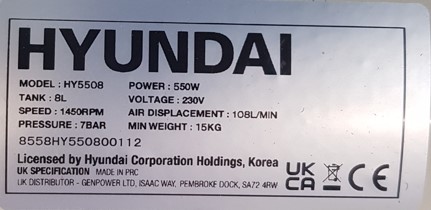 HYUNDAI
MODEL : HY5508 POWER : 550W
TANK : 8L VOLTAGE : 230V
SPEED : 1450RPM AIR DISPLACEMENT : 108L/MIN
PRESSURE : 7BAR MIN WEIGHT : 15KG
8558HY550800112
Licensed by Hyundai Corporation Holdings, Korea
UK SPECIFICATION MADE IN PRC
UK DISTRIBUTOR - GENPOWER LTD, ISAAC WAY, PEMBROKE DOCK, SA72 4RW
UK
CA
CE